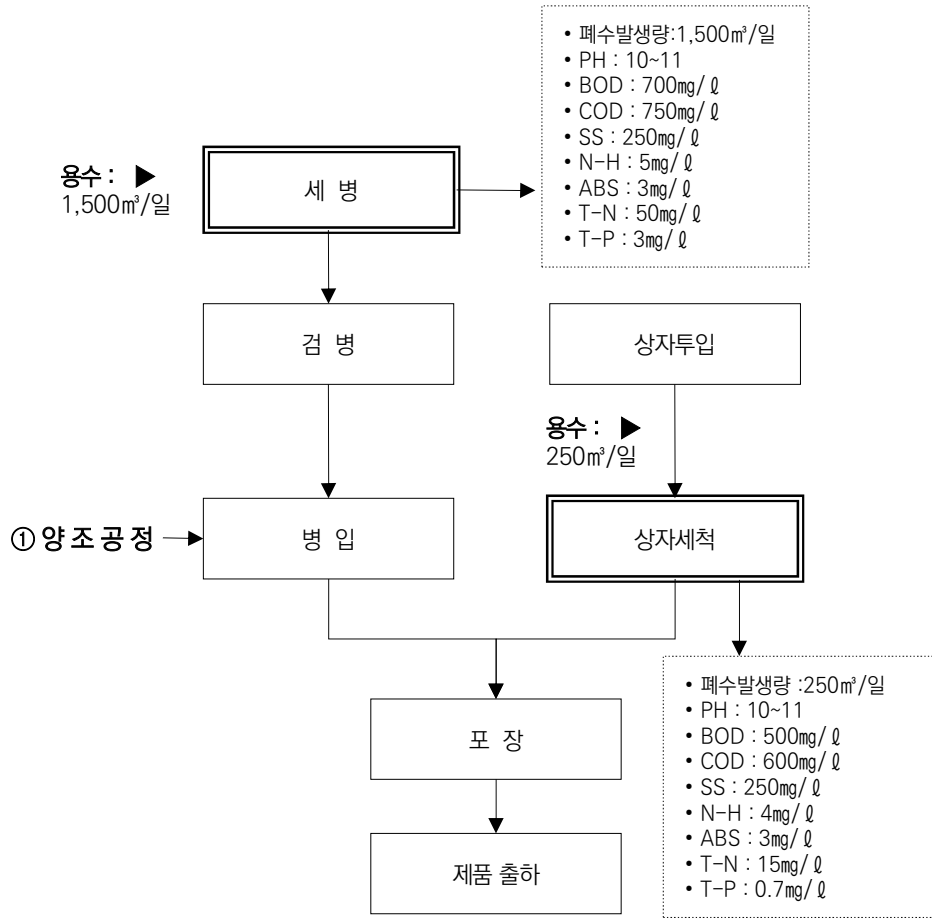 • 폐수발생량:1,500㎥/일
• PH : 10~11
• BOD : 700㎎/ℓ
• COD : 750㎎/ℓ
• SS : 250㎎/ℓ
• N-H : 5㎎/ℓ
• ABS : 3㎎/ℓ
• T-N : 50㎎/ℓ
• T-P : 3㎎/ℓ
용수 : ▶
1,500㎥/일
세 병
검 병
상자투입
용수 : ▶
250㎥/일
① 양 조 공 정
병 입
상자세척
• 폐수발생량 :250㎥/일
• PH : 10~11
• BOD : 500㎎/ℓ
• COD : 600㎎/ℓ
• SS : 250㎎/ℓ
• N-H : 4㎎/ℓ
• ABS : 3㎎/ℓ
• T-N : 15㎎/ℓ
• T-P : 0.7㎎/ℓ
포 장
제품 출하